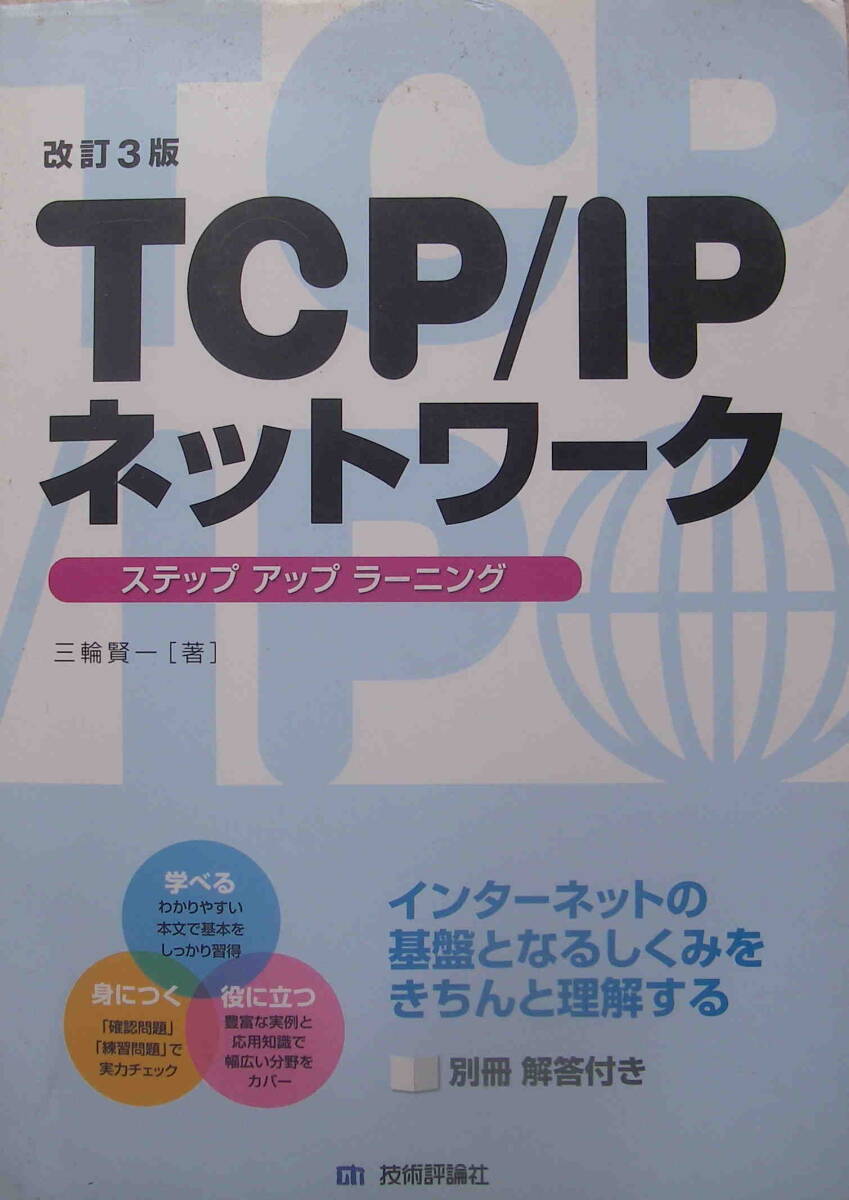 改訂3版
TCP/IP
ネットワーク
ステップ アップ ラーニング
三輪賢一[著]
学べる
わかりやすい
本文で基本を
しっかり習得
身につく
「確認問題」
「練習問題」で
実力チェック
役に立つ
豊富な実例と
応用知識で
幅広い分野を
カバー
インターネットの
基盤となるしくみを
きちんと理解する
別冊 解答付き
技術評論社
TCP
/IP